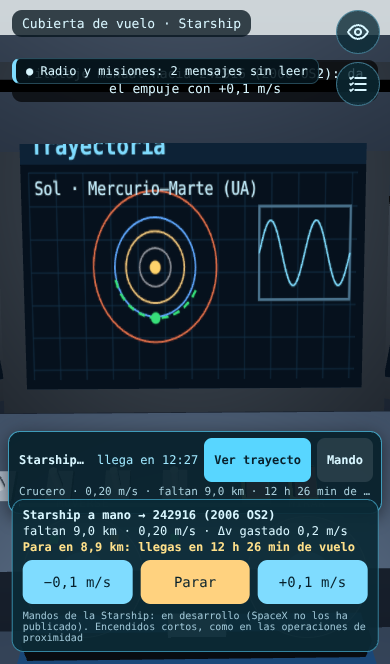 Cubierta de vuelo · Starship
● Radio y misiones: 2 mensajes sin leer
2): da
el empuje con +0,1 m/s
Trayectoria
Sol · Mercurio–Marte (UA)
Starship… llega en 12:27
Ver trayecto
Mando
Crucero · 0,20 m/s · faltan 9,0 km · 12 h 26 min de …
Starship a mano → 242916 (2006 OS2)
faltan 9,0 km · 0,20 m/s · Δv gastado 0,2 m/s
Para en 8,9 km: llegas en 12 h 26 min de vuelo
−0,1 m/s
Parar
+0,1 m/s
Mandos de la Starship: en desarrollo (SpaceX no los ha
publicado). Encendidos cortos, como en las operaciones de
proximidad